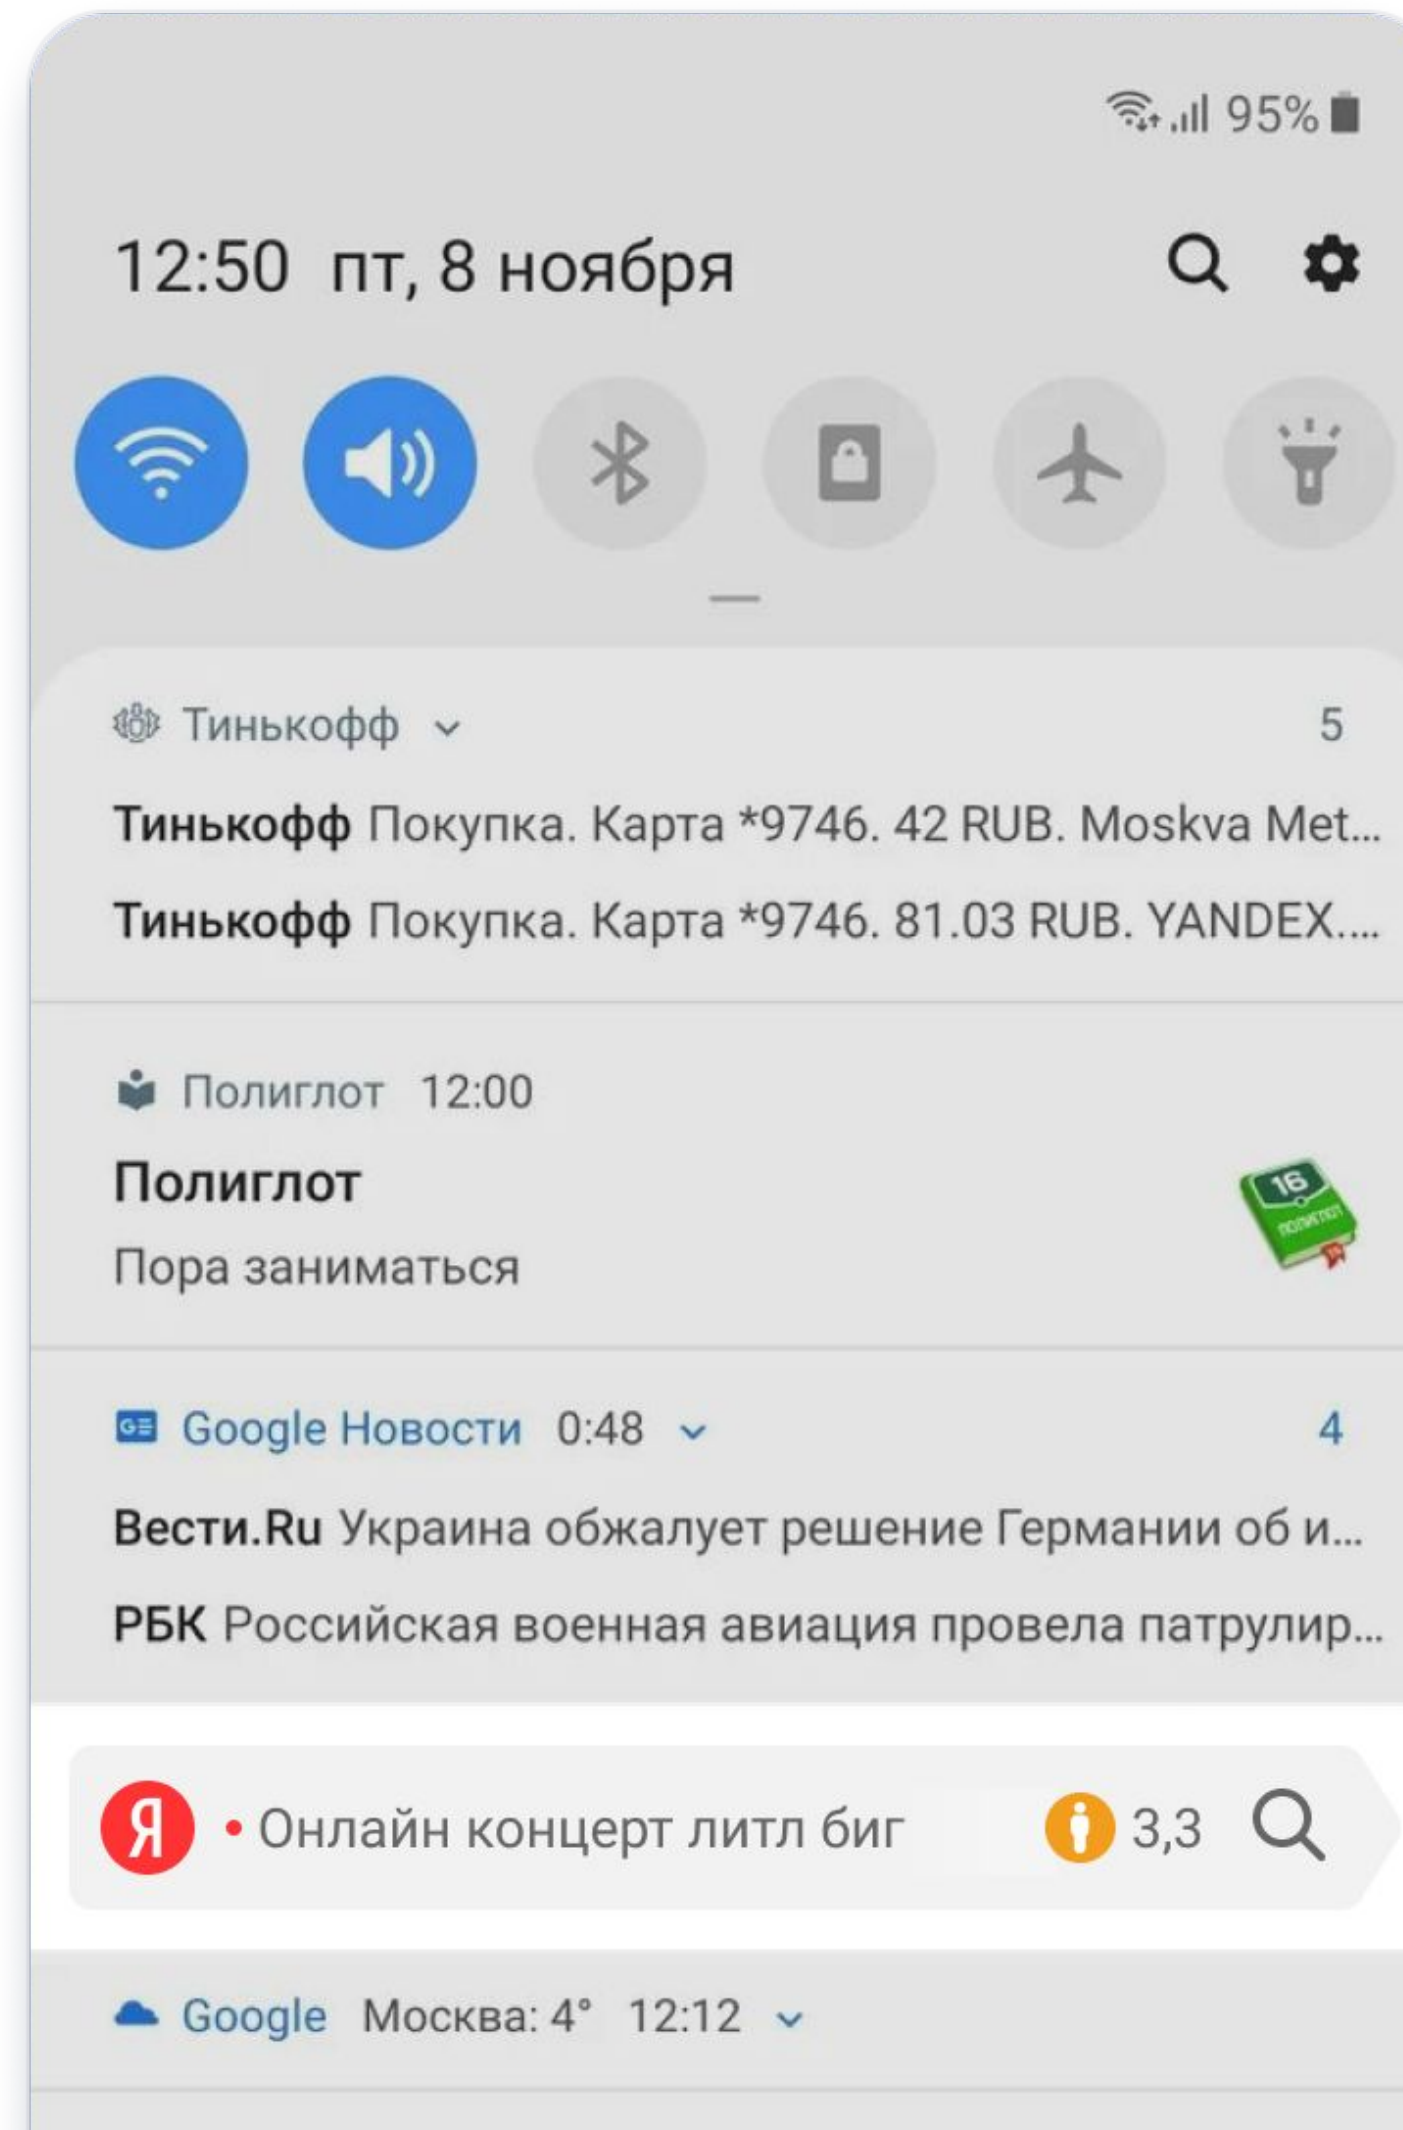 95%
12:50 пт, 8 ноября
Тинькофф 5
Тинькофф Покупка. Карта *9746. 42 RUB. Moskva Met...
Тинькофф Покупка. Карта *9746. 81.03 RUB. YANDEX....
Полиглот 12:00
Полиглот
16
ПОЛИГЛОТ
Пора заниматься
Google Новости 0:48 4
Вести.Ru Украина обжалует решение Германии об и...
РБК Российская военная авиация провела патрулир...
Я • Онлайн концерт литл биг 3,3
Google Москва: 4° 12:12